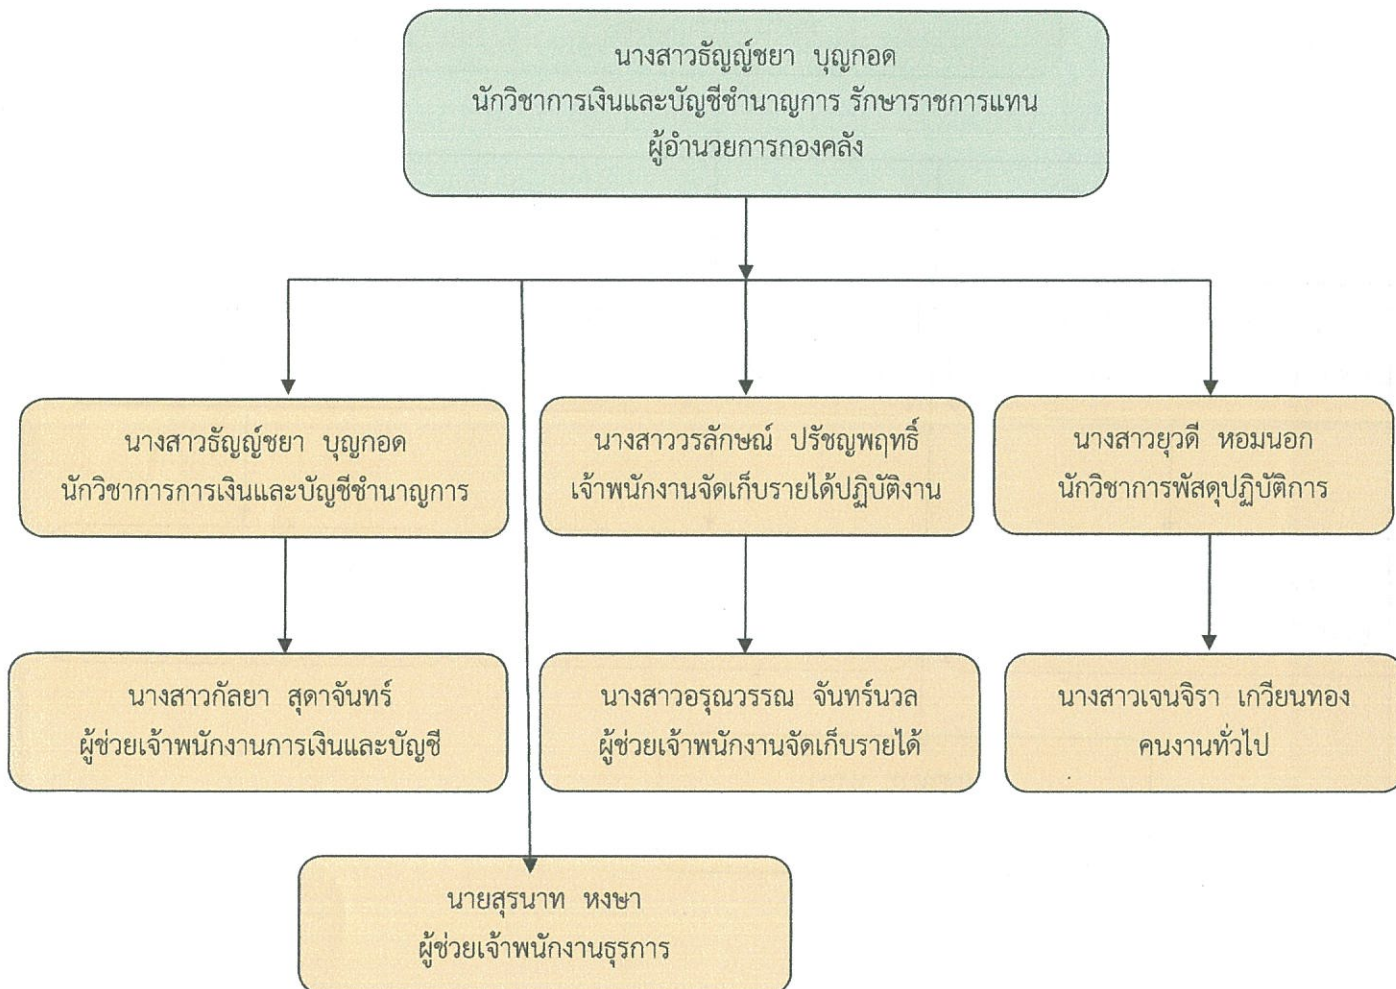 นางสาวธัญญ์ชยา บุญกอด
นักวิชาการเงินและบัญชีชำนาญการ รักษาราชการแทน
ผู้อำนวยการกองคลัง
นางสาวธัญญ์ชยา บุญกอด
นักวิชาการการเงินและบัญชีชำนาญการ
นางสาววรลักษณ์ ปรัชญพฤทธิ์
เจ้าพนักงานจัดเก็บรายได้ปฏิบัติงาน
นางสาวยุวดี หอมนอก
นักวิชาการพัสดุปฏิบัติการ
นางสาวกัลยา สุดาจันทร์
ผู้ช่วยเจ้าพนักงานการเงินและบัญชี
นางสาวอรุณวรรณ จันทร์นวล
ผู้ช่วยเจ้าพนักงานจัดเก็บรายได้
นางสาวเจนจิรา เกวียนทอง
คนงานทั่วไป
นายสุรนาท หงษา
ผู้ช่วยเจ้าพนักงานธุรการ